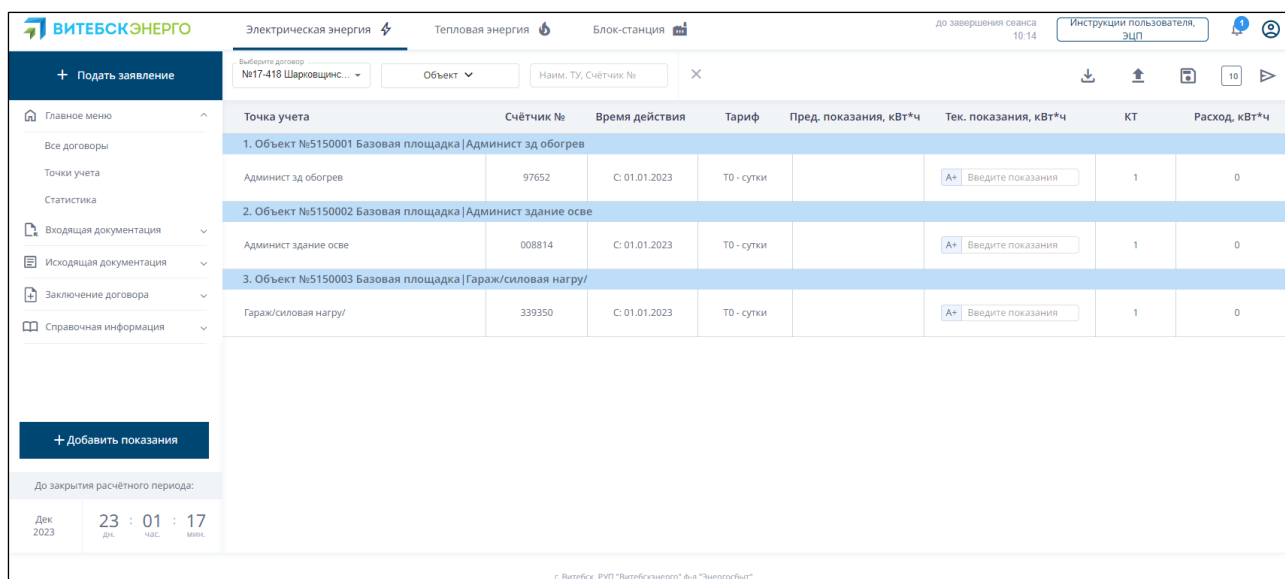 ВИТЕБСКЭНЕРГО
Электрическая энергия
Тепловая энергия
Блок-станция
до завершения сеанса
10:14
Инструкции пользователя,
ЭЦП
1
+ Подать заявление
Выберите договор
№17-418 Шарковщинс...
Объект
Наим. ТУ, Счётчик №
10
Главное меню
Все договоры
Точки учета
Статистика
Входящая документация
Исходящая документация
Заключение договора
Справочная информация
Точка учета Счётчик № Время действия Тариф Пред. показания, кВт*ч Тек. показания, кВт*ч КТ Расход, кВт*ч
1. Объект №5150001 Базовая площадка|Админист зд обогрев
Админист зд обогрев 97652 С: 01.01.2023 Т0 - сутки А+ Введите показания 1 0
2. Объект №5150002 Базовая площадка|Админист здание осве
Админист здание осве 008814 С: 01.01.2023 Т0 - сутки А+ Введите показания 1 0
3. Объект №5150003 Базовая площадка|Гараж/силовая нагру/
Гараж/силовая нагру/ 339350 С: 01.01.2023 Т0 - сутки А+ Введите показания 1 0
+ Добавить показания
До закрытия расчётного периода:
Дек
2023
23 : 01 : 17
дн. час. мин.
г. Витебск, РУП "Витебскэнерго" ф-л "Энергосбыт"